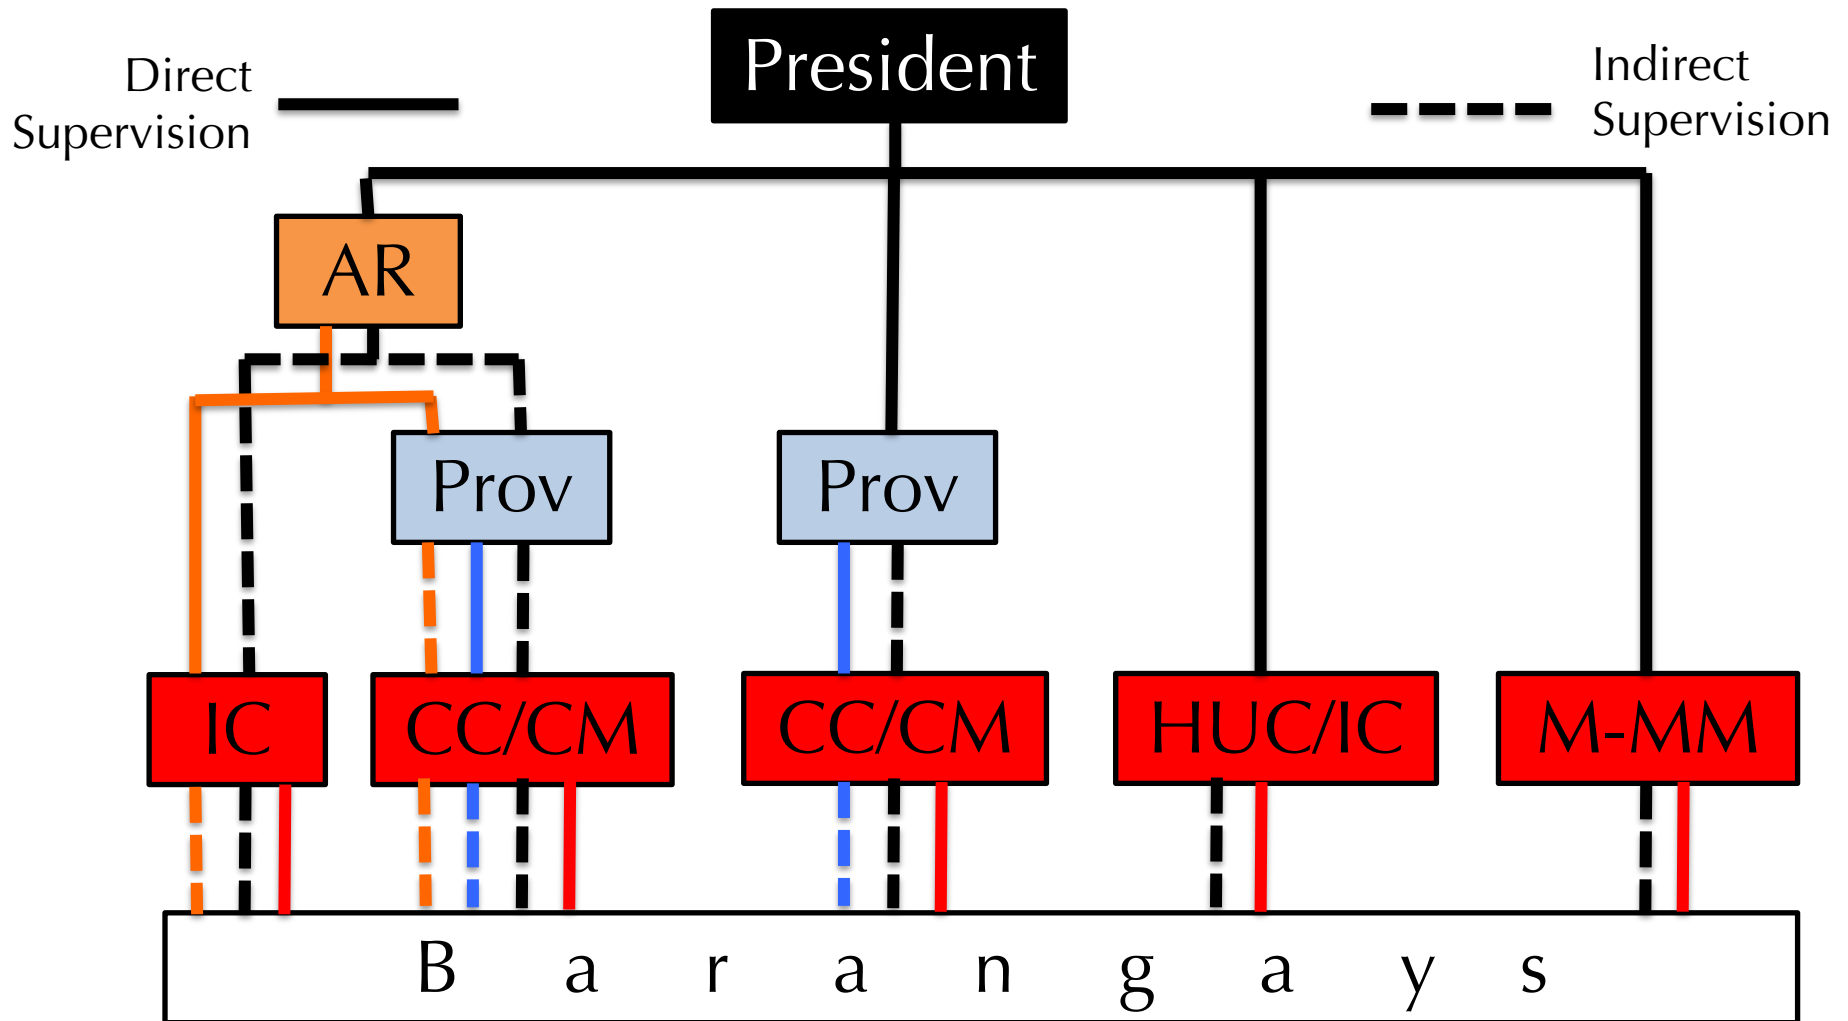 President
Direct
Supervision
Indirect
Supervision
AR
Prov
Prov
IC
CC/CM
CC/CM
HUC/IC
M-MM
B a r a n g a y s